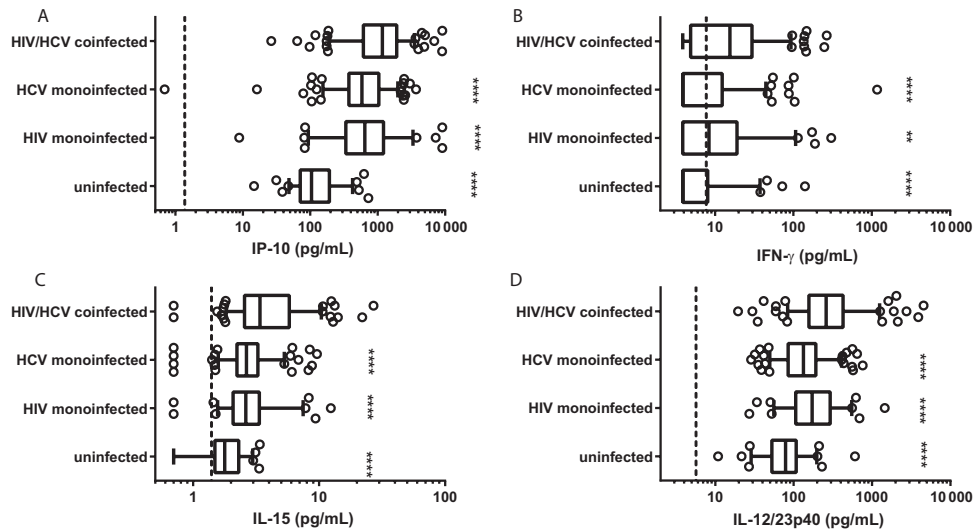 A
HIV/HCV coinfected
HCV monoinfected
****
HIV monoinfected
****
uninfected
****
1 10 100 1000 10 000
IP-10 (pg/mL)
B
HIV/HCV coinfected
HCV monoinfected
****
HIV monoinfected
**
uninfected
****
10 100 1000 10 000
IFN-γ (pg/mL)
C
HIV/HCV coinfected
HCV monoinfected
****
HIV monoinfected
****
uninfected
****
1 10 100
IL-15 (pg/mL)
D
HIV/HCV coinfected
HCV monoinfected
****
HIV monoinfected
****
uninfected
****
10 100 1000 10 000
IL-12/23p40 (pg/mL)